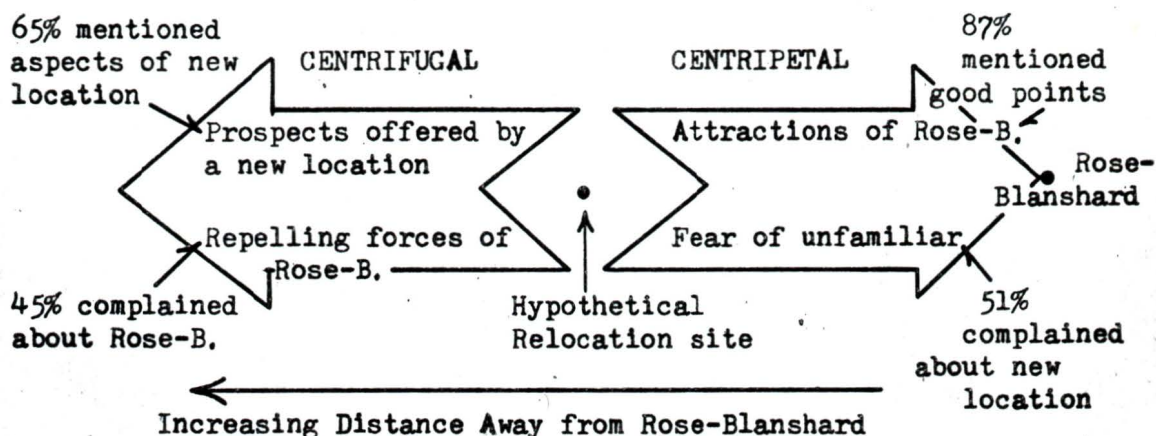 65% mentioned
aspects of new
location
CENTRIFUGAL
CENTRIPETAL
87%
mentioned
good points
Prospects offered by
a new location
Attractions of Rose-B.
Rose-
Blanshard
Repelling forces of
Rose-B.
Fear of unfamiliar
45% complained
about Rose-B.
Hypothetical
Relocation site
51%
complained
about new
location
Increasing Distance Away from Rose-Blanshard